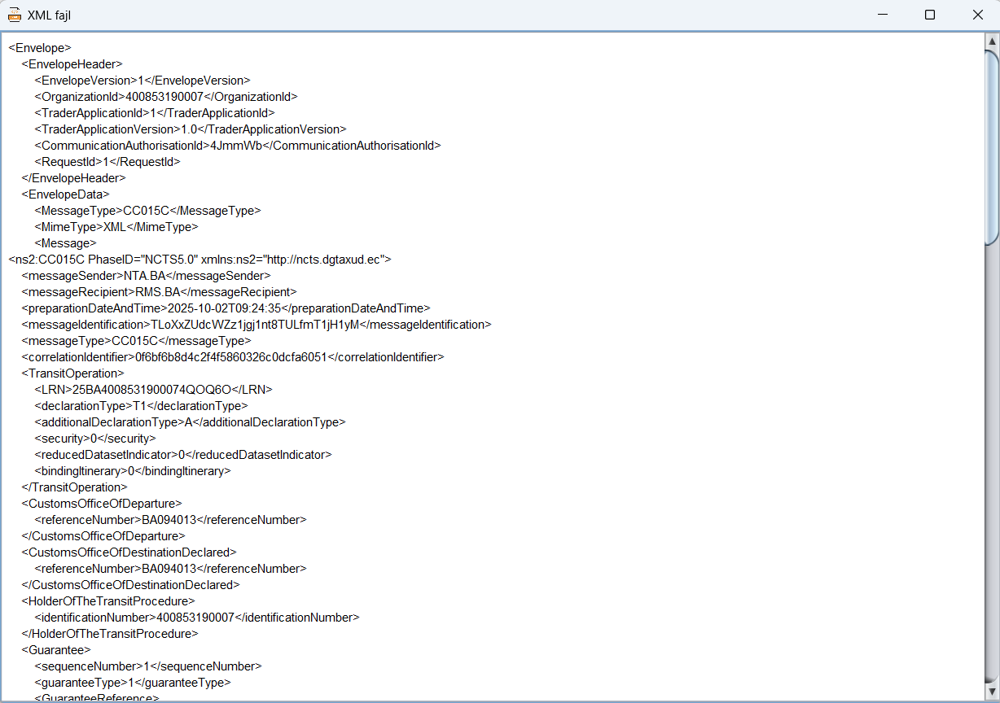 XML fajl
<Envelope>
<EnvelopeHeader>
<EnvelopeVersion>1</EnvelopeVersion>
<OrganizationId>400853190007</OrganizationId>
<TraderApplicationId>1</TraderApplicationId>
<TraderApplicationVersion>1.0</TraderApplicationVersion>
<CommunicationAuthorisationId>4JmmWb</CommunicationAuthorisationId>
<RequestId>1</RequestId>
</EnvelopeHeader>
<EnvelopeData>
<MessageType>CC015C</MessageType>
<MimeType>XML</MimeType>
<Message>
<ns2:CC015C PhaseID="NCTS5.0" xmlns:ns2="http://ncts.dgtaxud.ec">
<messageSender>NTA.BA</messageSender>
<messageRecipient>RMS.BA</messageRecipient>
<preparationDateAndTime>2025-10-02T09:24:35</preparationDateAndTime>
<messageIdentification>TLoXxZUdcWZz1jgj1nt8TULfmT1jH1yM</messageIdentification>
<messageType>CC015C</messageType>
<correlationIdentifier>0f6bf6b8d4c2f4f5860326c0dcfa6051</correlationIdentifier>
<TransitOperation>
<LRN>25BA4008531900074QOQ6O</LRN>
<declarationType>T1</declarationType>
<additionalDeclarationType>A</additionalDeclarationType>
<security>0</security>
<reducedDatasetIndicator>0</reducedDatasetIndicator>
<bindingItinerary>0</bindingItinerary>
</TransitOperation>
<CustomsOfficeOfDeparture>
<referenceNumber>BA094013</referenceNumber>
</CustomsOfficeOfDeparture>
<CustomsOfficeOfDestinationDeclared>
<referenceNumber>BA094013</referenceNumber>
</CustomsOfficeOfDestinationDeclared>
<HolderOfTheTransitProcedure>
<identificationNumber>400853190007</identificationNumber>
</HolderOfTheTransitProcedure>
<Guarantee>
<sequenceNumber>1</sequenceNumber>
<guaranteeType>1</guaranteeType>
<GuaranteeReference>